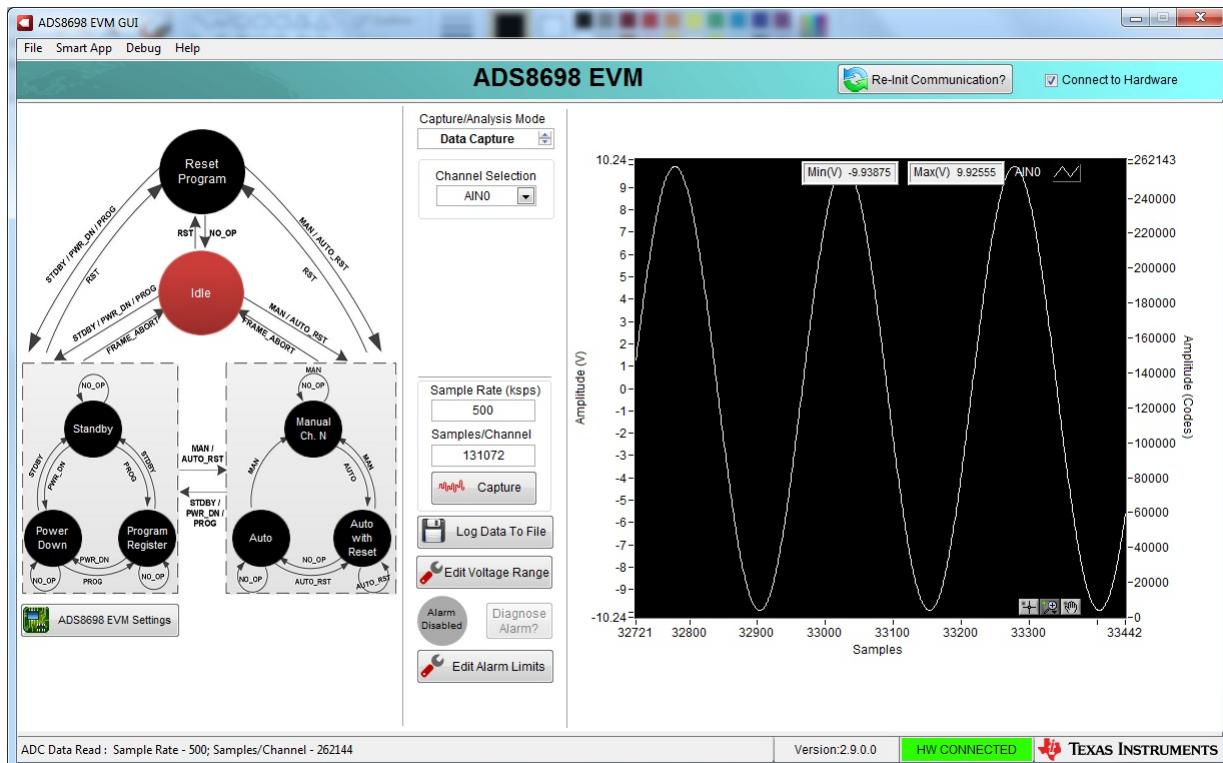 ADS8698 EVM GUI
File Smart App Debug Help
ADS8698 EVM
Re-Init Communication?
Connect to Hardware
Reset
Program
STDBY / PWR_DN / PROG
RST
RST
NO_OP
MAN / AUTO_RST
RST
Idle
STDBY / PWR_DN / PROG
FRAME_ABORT
MAN / AUTO_RST
FRAME_ABORT
NO_OP
Standby
STDBY
PWR_DN
STDBY
PROG
Power
Down
Program
Register
PWR_DN
PROG
NO_OP
NO_OP
MAN /
AUTO_RST
STDBY /
PWR_DN /
PROG
MAN
NO_OP
Manual
Ch. N
MAN
MAN
AUTO
Auto
Auto
with
Reset
NO_OP
AUTO_RST
NO_OP
AUTO_RST
ADS8698 EVM Settings
Capture/Analysis Mode
Data Capture
Channel Selection
AIN0
Sample Rate (ksps)
500
Samples/Channel
131072
Capture
Log Data To File
Edit Voltage Range
Alarm
Disabled
Diagnose
Alarm?
Edit Alarm Limits
Min(V) -9.93875
Max(V) 9.92555
AIN0
Amplitude (V)
10.24
9
8
7
6
5
4
3
2
1
0
-1
-2
-3
-4
-5
-6
-7
-8
-9
-10.24
262143
240000
220000
200000
180000
160000
140000
120000
100000
80000
60000
40000
20000
0
Amplitude (Codes)
32721 32800 32900 33000 33100 33200 33300 33442
Samples
ADC Data Read : Sample Rate - 500; Samples/Channel - 262144
Version:2.9.0.0
HW CONNECTED
TEXAS INSTRUMENTS